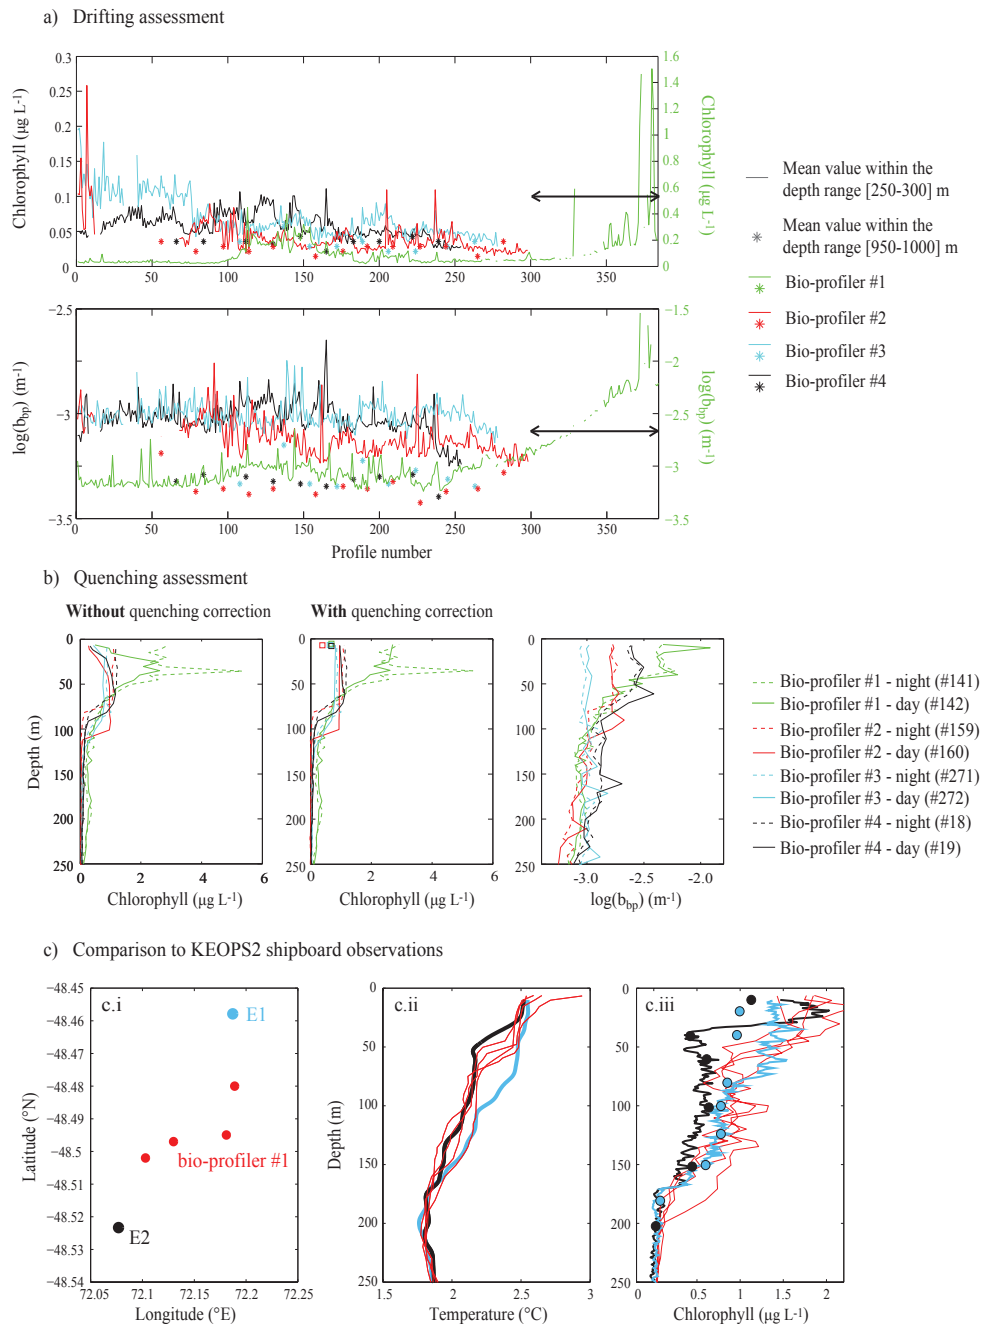 a) Drifting assessment
Chlorophyll (μg L-1)
0.3
0.25
0.2
0.15
0.1
0.05
0
0 50 100 150 200 250 300 350
1.6
1.4
1.2
1
0.8
0.6
0.4
0.2
0
Chlorophyll (μg L-1)
Mean value within the
depth range [250-300] m
Mean value within the
depth range [950-1000] m
Bio-profiler #1
Bio-profiler #2
Bio-profiler #3
Bio-profiler #4
log(bbp) (m-1)
−2.5
−3
−3.5
0 50 100 150 200 250 300 350
Profile number
−1.5
−2
−2.5
−3
−3.5
log(bbp) (m-1)
b) Quenching assessment
Without quenching correction
With quenching correction
Depth (m)
0
50
100
150
200
250
0 2 4 6
Chlorophyll (μg L-1)
0
50
100
150
200
250
0 2 4 6
Chlorophyll (μg L-1)
0
50
100
150
200
250
-3.0 -2.5 -2.0
log(bbp) (m-1)
Bio-profiler #1 - night (#141)
Bio-profiler #1 - day (#142)
Bio-profiler #2 - night (#159)
Bio-profiler #2 - day (#160)
Bio-profiler #3 - night (#271)
Bio-profiler #3 - day (#272)
Bio-profiler #4 - night (#18)
Bio-profiler #4 - day (#19)
c) Comparison to KEOPS2 shipboard observations
Latitude (°N)
−48.45
−48.46
−48.47
−48.48
−48.49
−48.5
−48.51
−48.52
−48.53
−48.54
c.i
E1
bio-profiler #1
E2
72.05 72.1 72.15 72.2 72.25
Longitude (°E)
Depth (m)
0
50
100
150
200
250
c.ii
1.5 2 2.5 3
Temperature (°C)
0
50
100
150
200
250
c.iii
0 0.5 1 1.5 2
Chlorophyll (μg L-1)